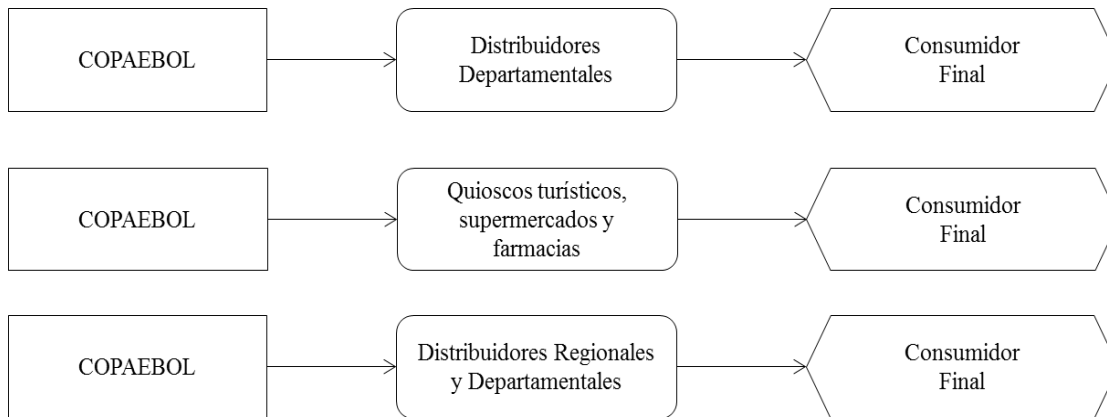 COPAEBOL
Distribuidores
Departamentales
Consumidor
Final
COPAEBOL
Quioscos turísticos,
supermercados y
farmacias
Consumidor
Final
COPAEBOL
Distribuidores Regionales
y Departamentales
Consumidor
Final